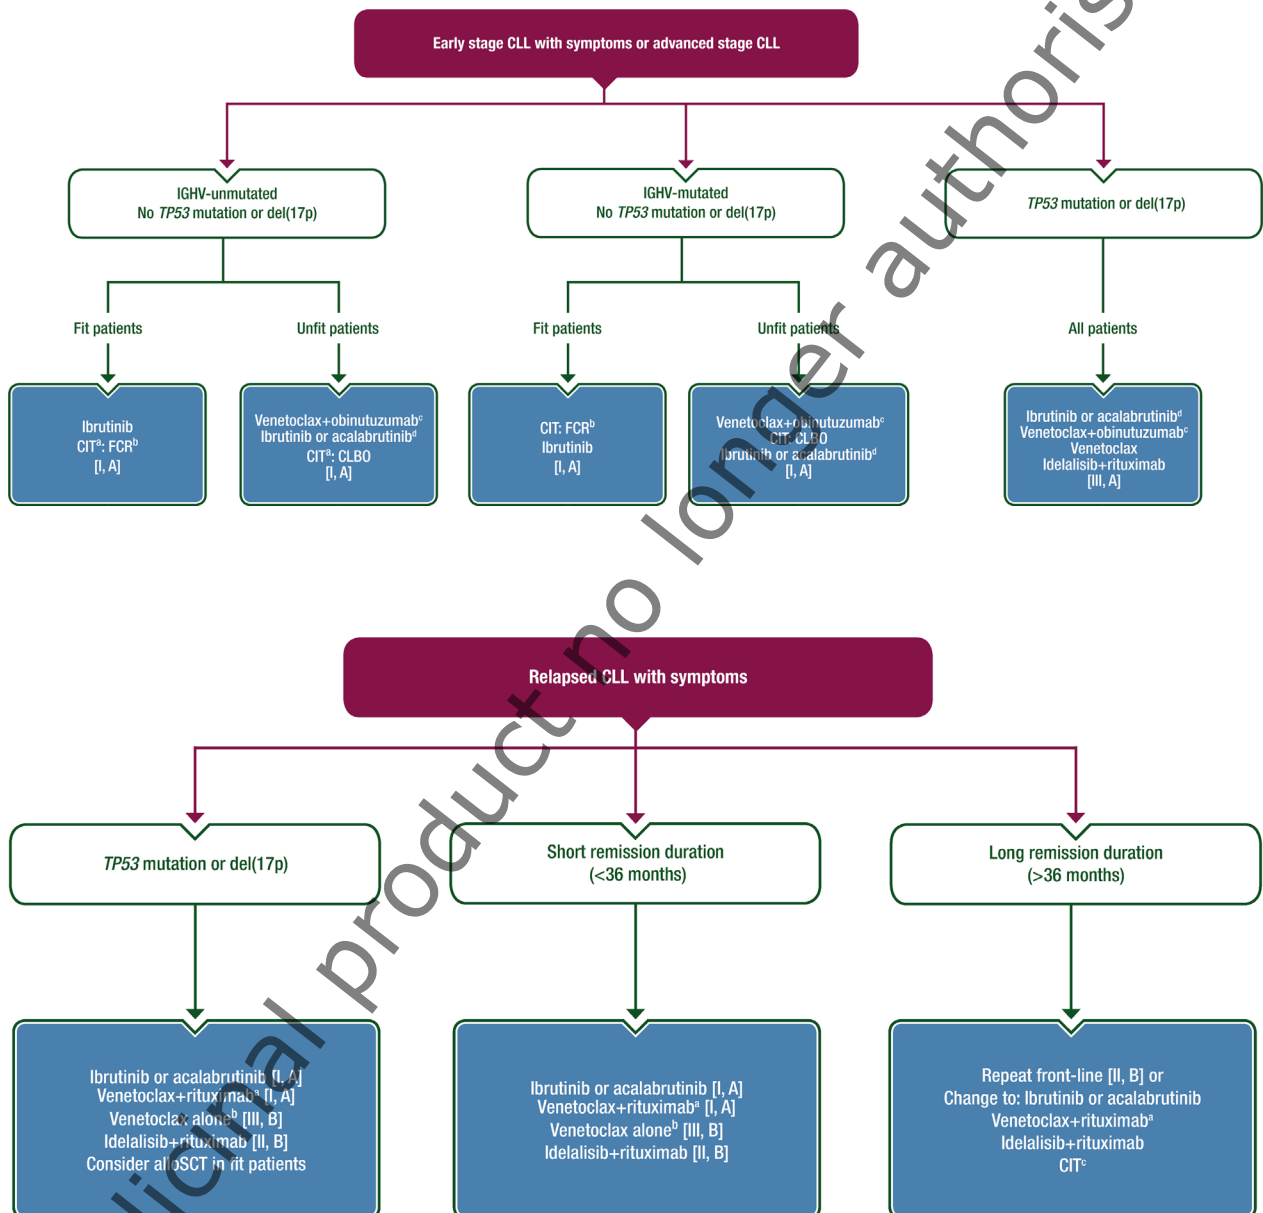 Early stage CLL with symptoms or advanced stage CLL
IGHV-unmutated
No TP53 mutation or del(17p)
IGHV-mutated
No TP53 mutation or del(17p)
TP53 mutation or del(17p)
Fit patients
Unfit patients
Fit patients
Unfit patients
All patients
Ibrutinib
CITᵃ: FCRᵇ
[I, A]
Venetoclax+obinutuzumabᶜ
Ibrutinib or acalabrutinibᵈ
CITᵃ: CLBO
[I, A]
CIT: FCRᵇ
Ibrutinib
[I, A]
Venetoclax+obinutuzumabᶜ
CIT: CLBO
Ibrutinib or acalabrutinibᵈ
[I, A]
Ibrutinib or acalabrutinibᵈ
Venetoclax+obinutuzumabᶜ
Venetoclax
Idelalisib+rituximab
[III, A]
Relapsed CLL with symptoms
TP53 mutation or del(17p)
Short remission duration
(<36 months)
Long remission duration
(>36 months)
Ibrutinib or acalabrutinib [I, A]
Venetoclax+rituximabᵃ [I, A]
Venetoclax aloneᵇ [III, B]
Idelalisib+rituximab [II, B]
Consider alloSCT in fit patients
Ibrutinib or acalabrutinib [I, A]
Venetoclax+rituximabᵃ [I, A]
Venetoclax aloneᵇ [III, B]
Idelalisib+rituximab [II, B]
Repeat front-line [II, B] or
Change to: Ibrutinib or acalabrutinib
Venetoclax+rituximabᵃ
Idelalisib+rituximab
CITᶜ
dicinal product no longer authoris